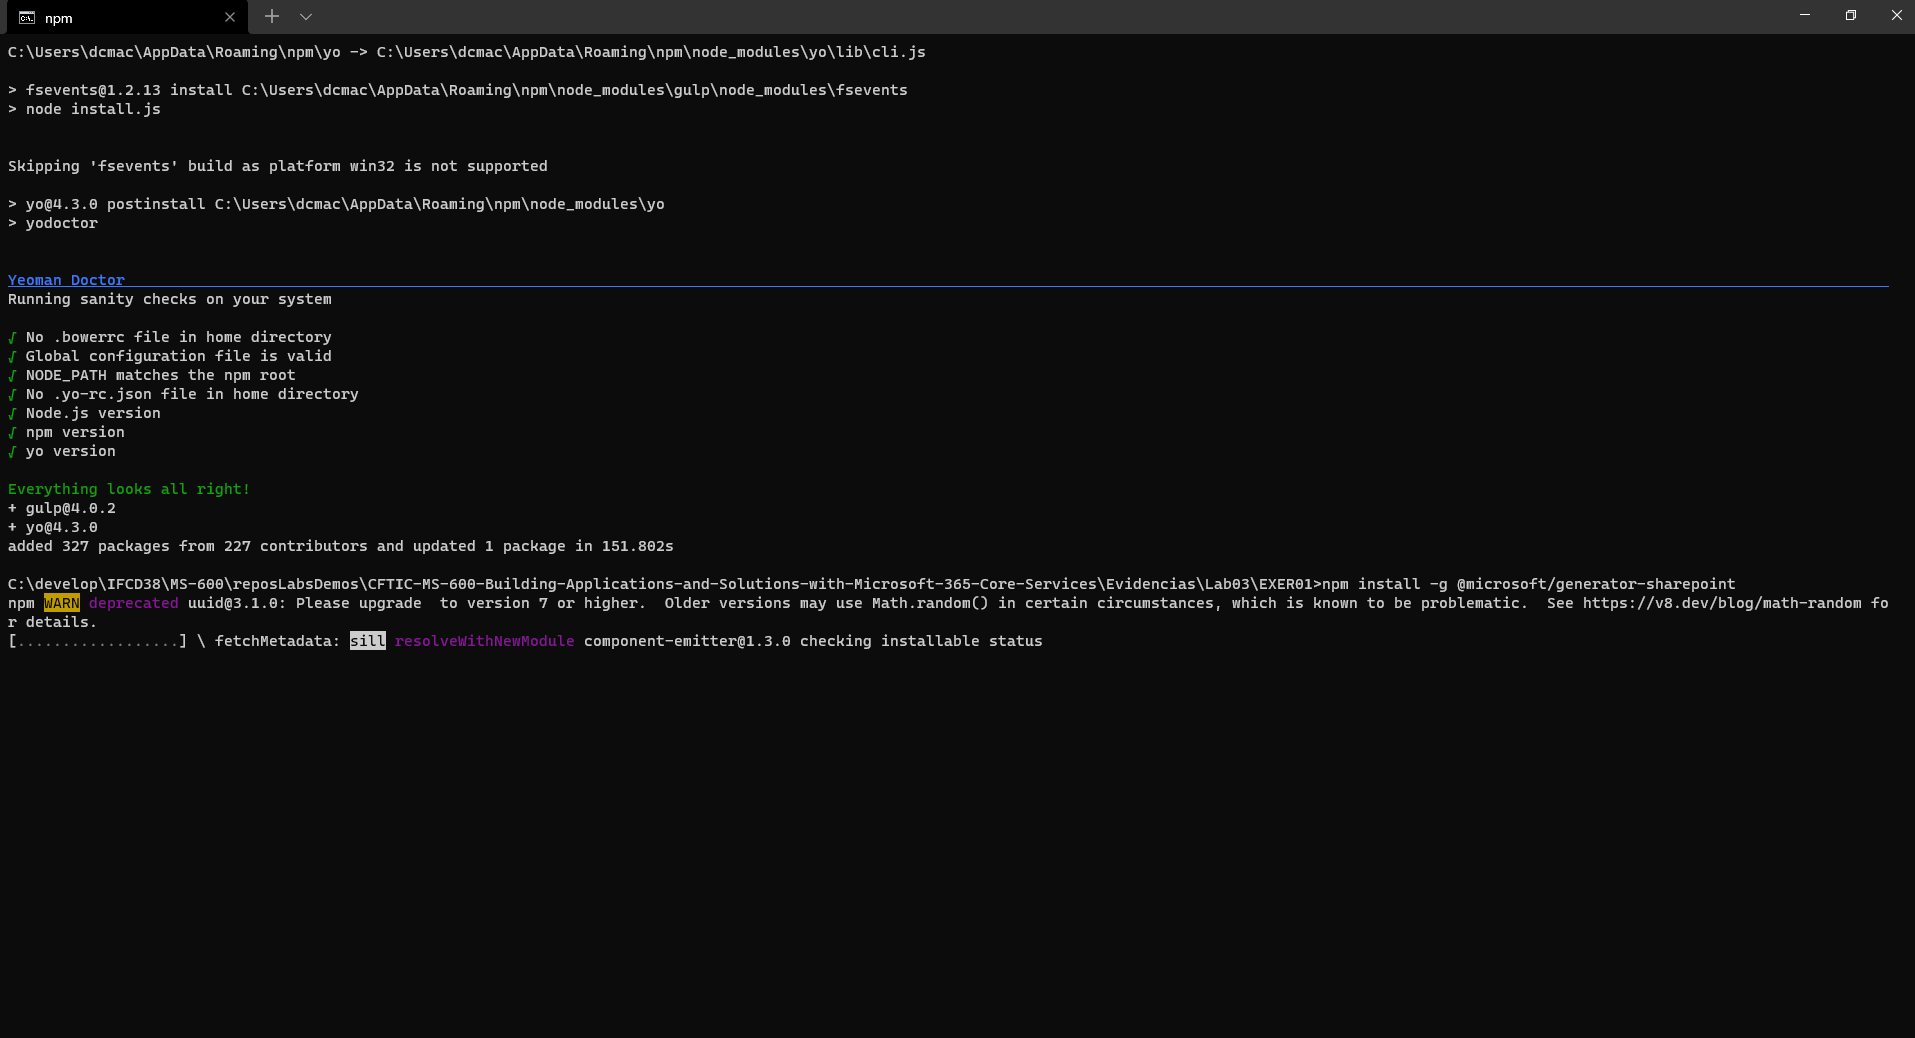 npm
C:\Users\dcmac\AppData\Roaming\npm\yo -> C:\Users\dcmac\AppData\Roaming\npm\node_modules\yo\lib\cli.js
> fsevents@1.2.13 install C:\Users\dcmac\AppData\Roaming\npm\node_modules\gulp\node_modules\fsevents
> node install.js
Skipping 'fsevents' build as platform win32 is not supported
> yo@4.3.0 postinstall C:\Users\dcmac\AppData\Roaming\npm\node_modules\yo
> yodoctor
Yeoman Doctor
Running sanity checks on your system
√ No .bowerrc file in home directory
√ Global configuration file is valid
√ NODE_PATH matches the npm root
√ No .yo-rc.json file in home directory
√ Node.js version
√ npm version
√ yo version
Everything looks all right!
+ gulp@4.0.2
+ yo@4.3.0
added 327 packages from 227 contributors and updated 1 package in 151.802s
C:\develop\IFCD38\MS-600\reposLabsDemos\CFTIC-MS-600-Building-Applications-and-Solutions-with-Microsoft-365-Core-Services\Evidencias\Lab03\EXER01>npm install -g @microsoft/generator-sharepoint
npm WARN deprecated uuid@3.1.0: Please upgrade  to version 7 or higher.  Older versions may use Math.random() in certain circumstances, which is known to be problematic.  See https://v8.dev/blog/math-random fo
r details.
[..................] \ fetchMetadata: sill resolveWithNewModule component-emitter@1.3.0 checking installable status